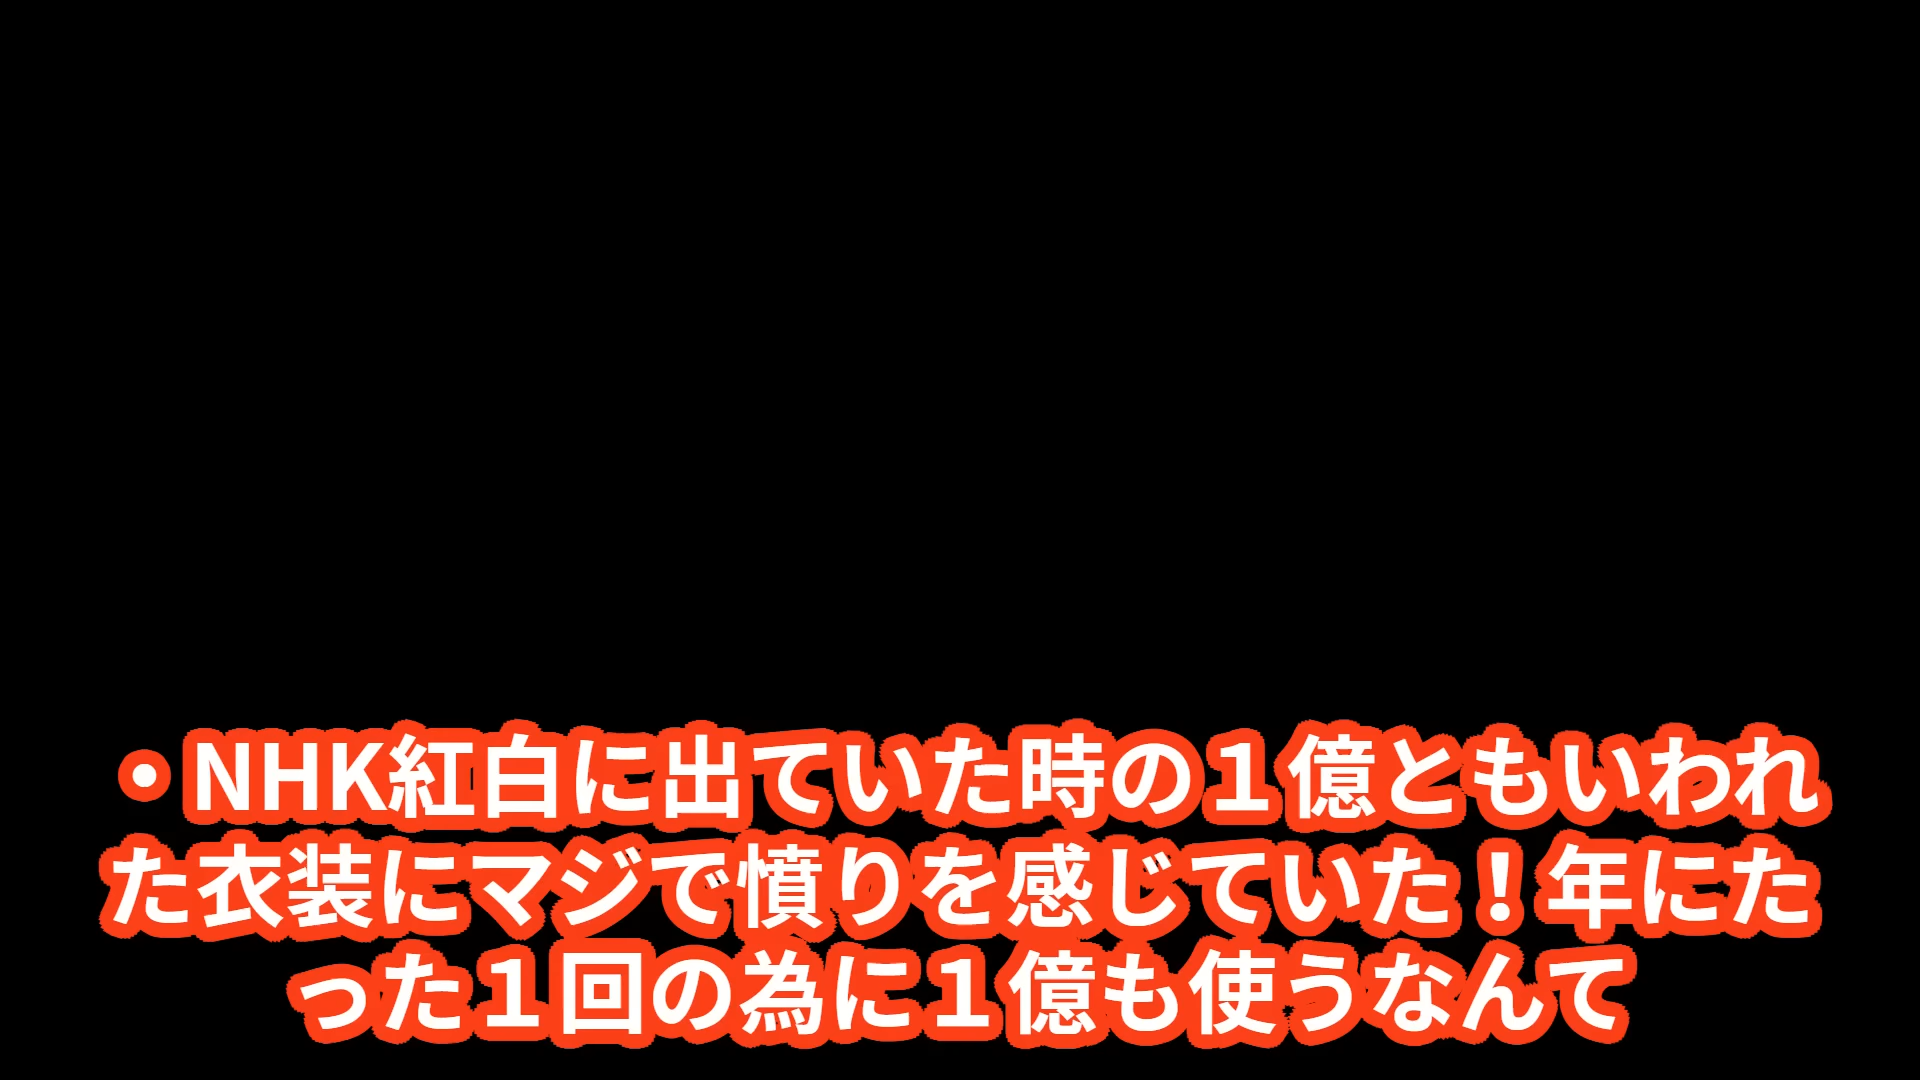 ・NHK紅白に出ていた時の１億ともいわれ
た衣装にマジで憤りを感じていた！年にた
った１回の為に１億も使うなんて